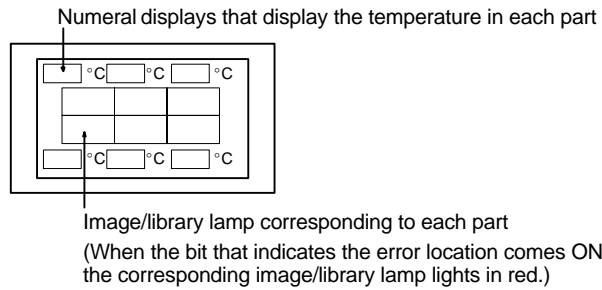 Numeral displays that display the temperature in each part
°C °C °C
°C °C °C
Image/library lamp corresponding to each part
(When the bit that indicates the error location comes ON
the corresponding image/library lamp lights in red.)